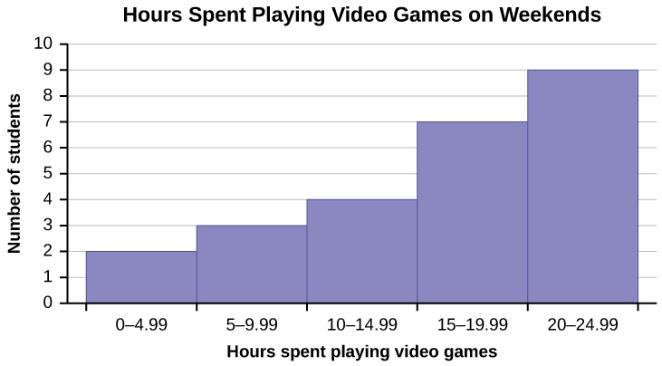 Hours Spent Playing Video Games on Weekends
10
9
8
7
6
5
4
3
2
1
0
Number of students
0–4.99 5–9.99 10–14.99 15–19.99 20–24.99
Hours spent playing video games